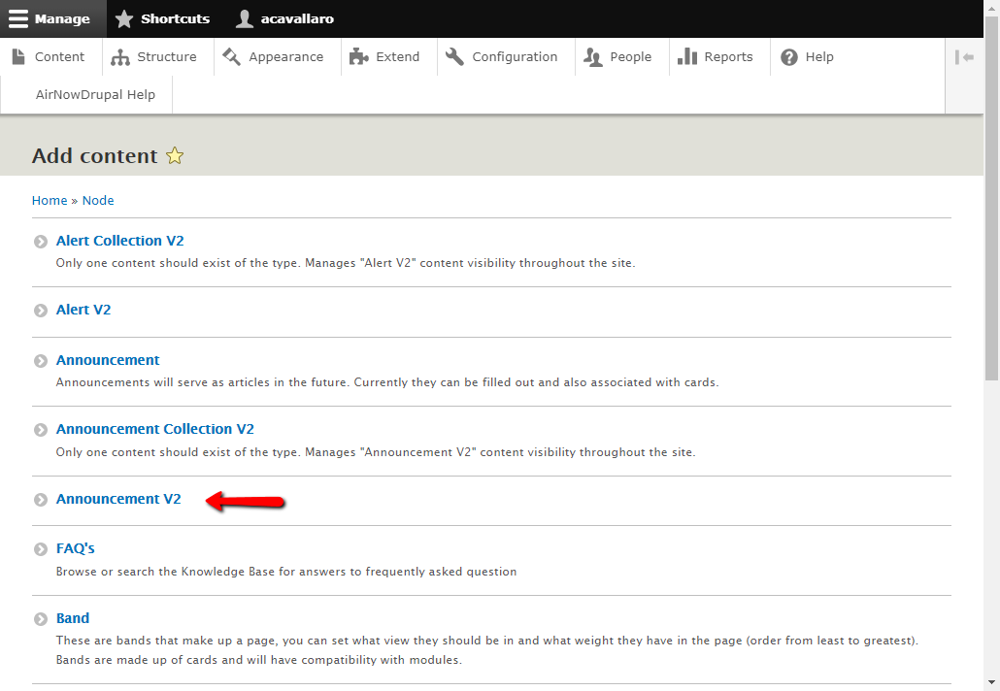 Manage Shortcuts acavallaro
Content Structure Appearance Extend Configuration People Reports Help
AirNowDrupal Help
Add content
Home » Node
Alert Collection V2
Only one content should exist of the type. Manages "Alert V2" content visibility throughout the site.
Alert V2
Announcement
Announcements will serve as articles in the future. Currently they can be filled out and also associated with cards.
Announcement Collection V2
Only one content should exist of the type. Manages "Announcement V2" content visibility throughout the site.
Announcement V2
FAQ's
Browse or search the Knowledge Base for answers to frequently asked question
Band
These are bands that make up a page, you can set what view they should be in and what weight they have in the page (order from least to greatest).
Bands are made up of cards and will have compatibility with modules.